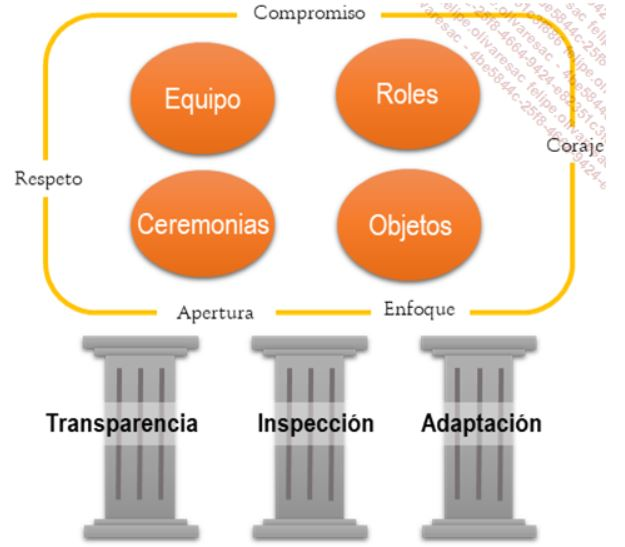 Compromiso
Equipo
Roles
Coraje
Respeto
Ceremonias
Objetos
Apertura
Enfoque
Transparencia
Inspección
Adaptación